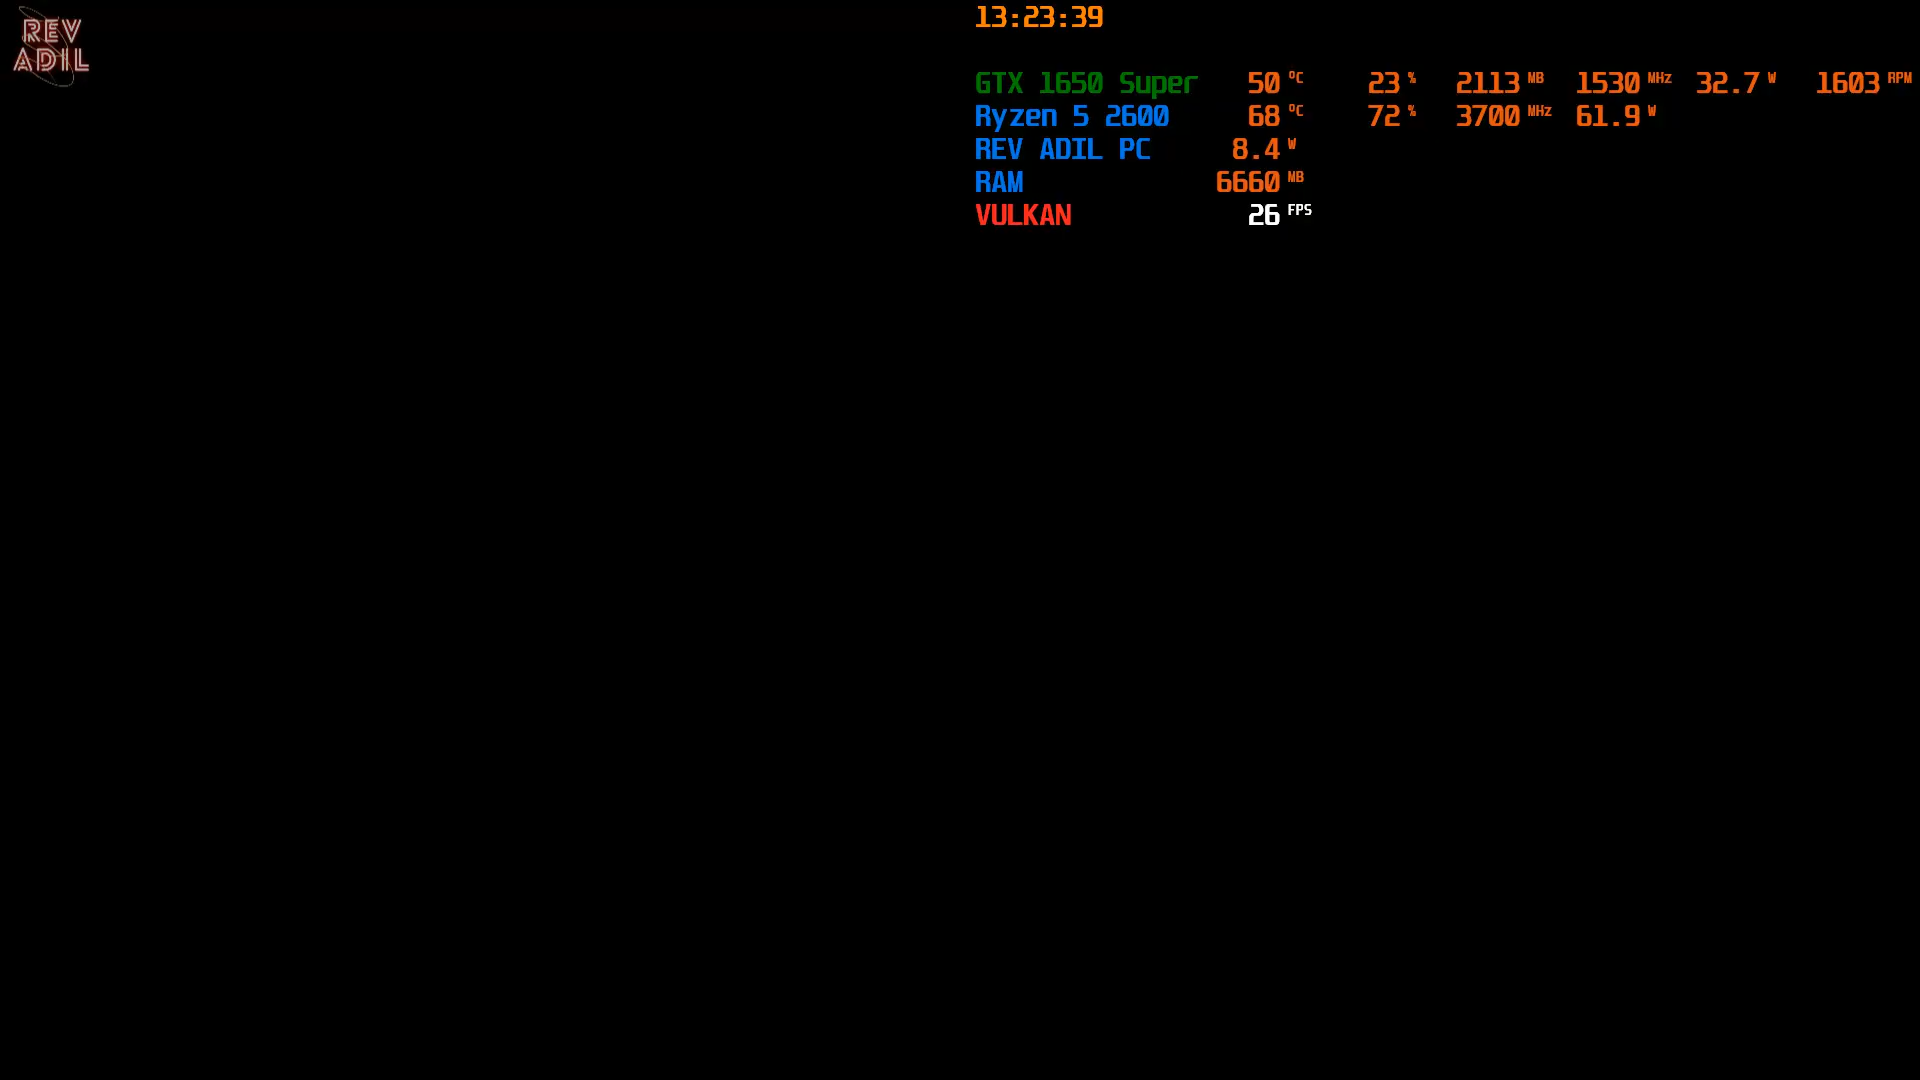 REV
ADIL
13:23:39
GTX 1650 Super 50 °C 23 % 2113 MB 1530 MHz 32.7 W 1603 RPM
Ryzen 5 2600 68 °C 72 % 3700 MHz 61.9 W
REV ADIL PC 8.4 W
RAM 6660 MB
VULKAN 26 FPS